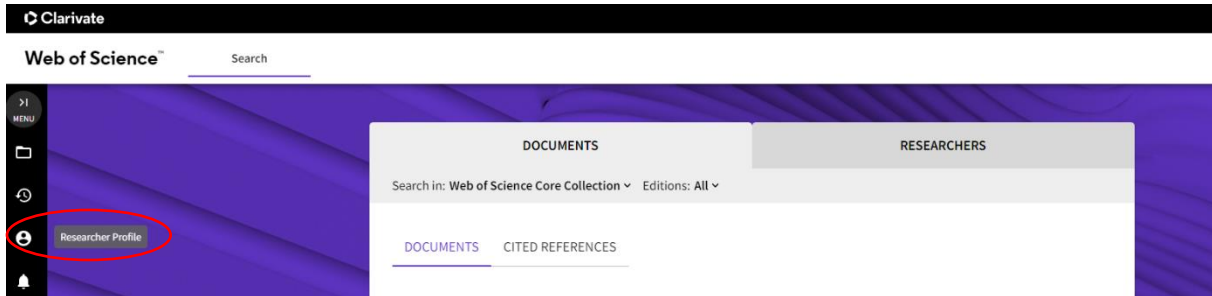 Clarivate
Web of Science™ Search
MENU
DOCUMENTS RESEARCHERS
Search in: Web of Science Core Collection Editions: All
Researcher Profile
DOCUMENTS CITED REFERENCES